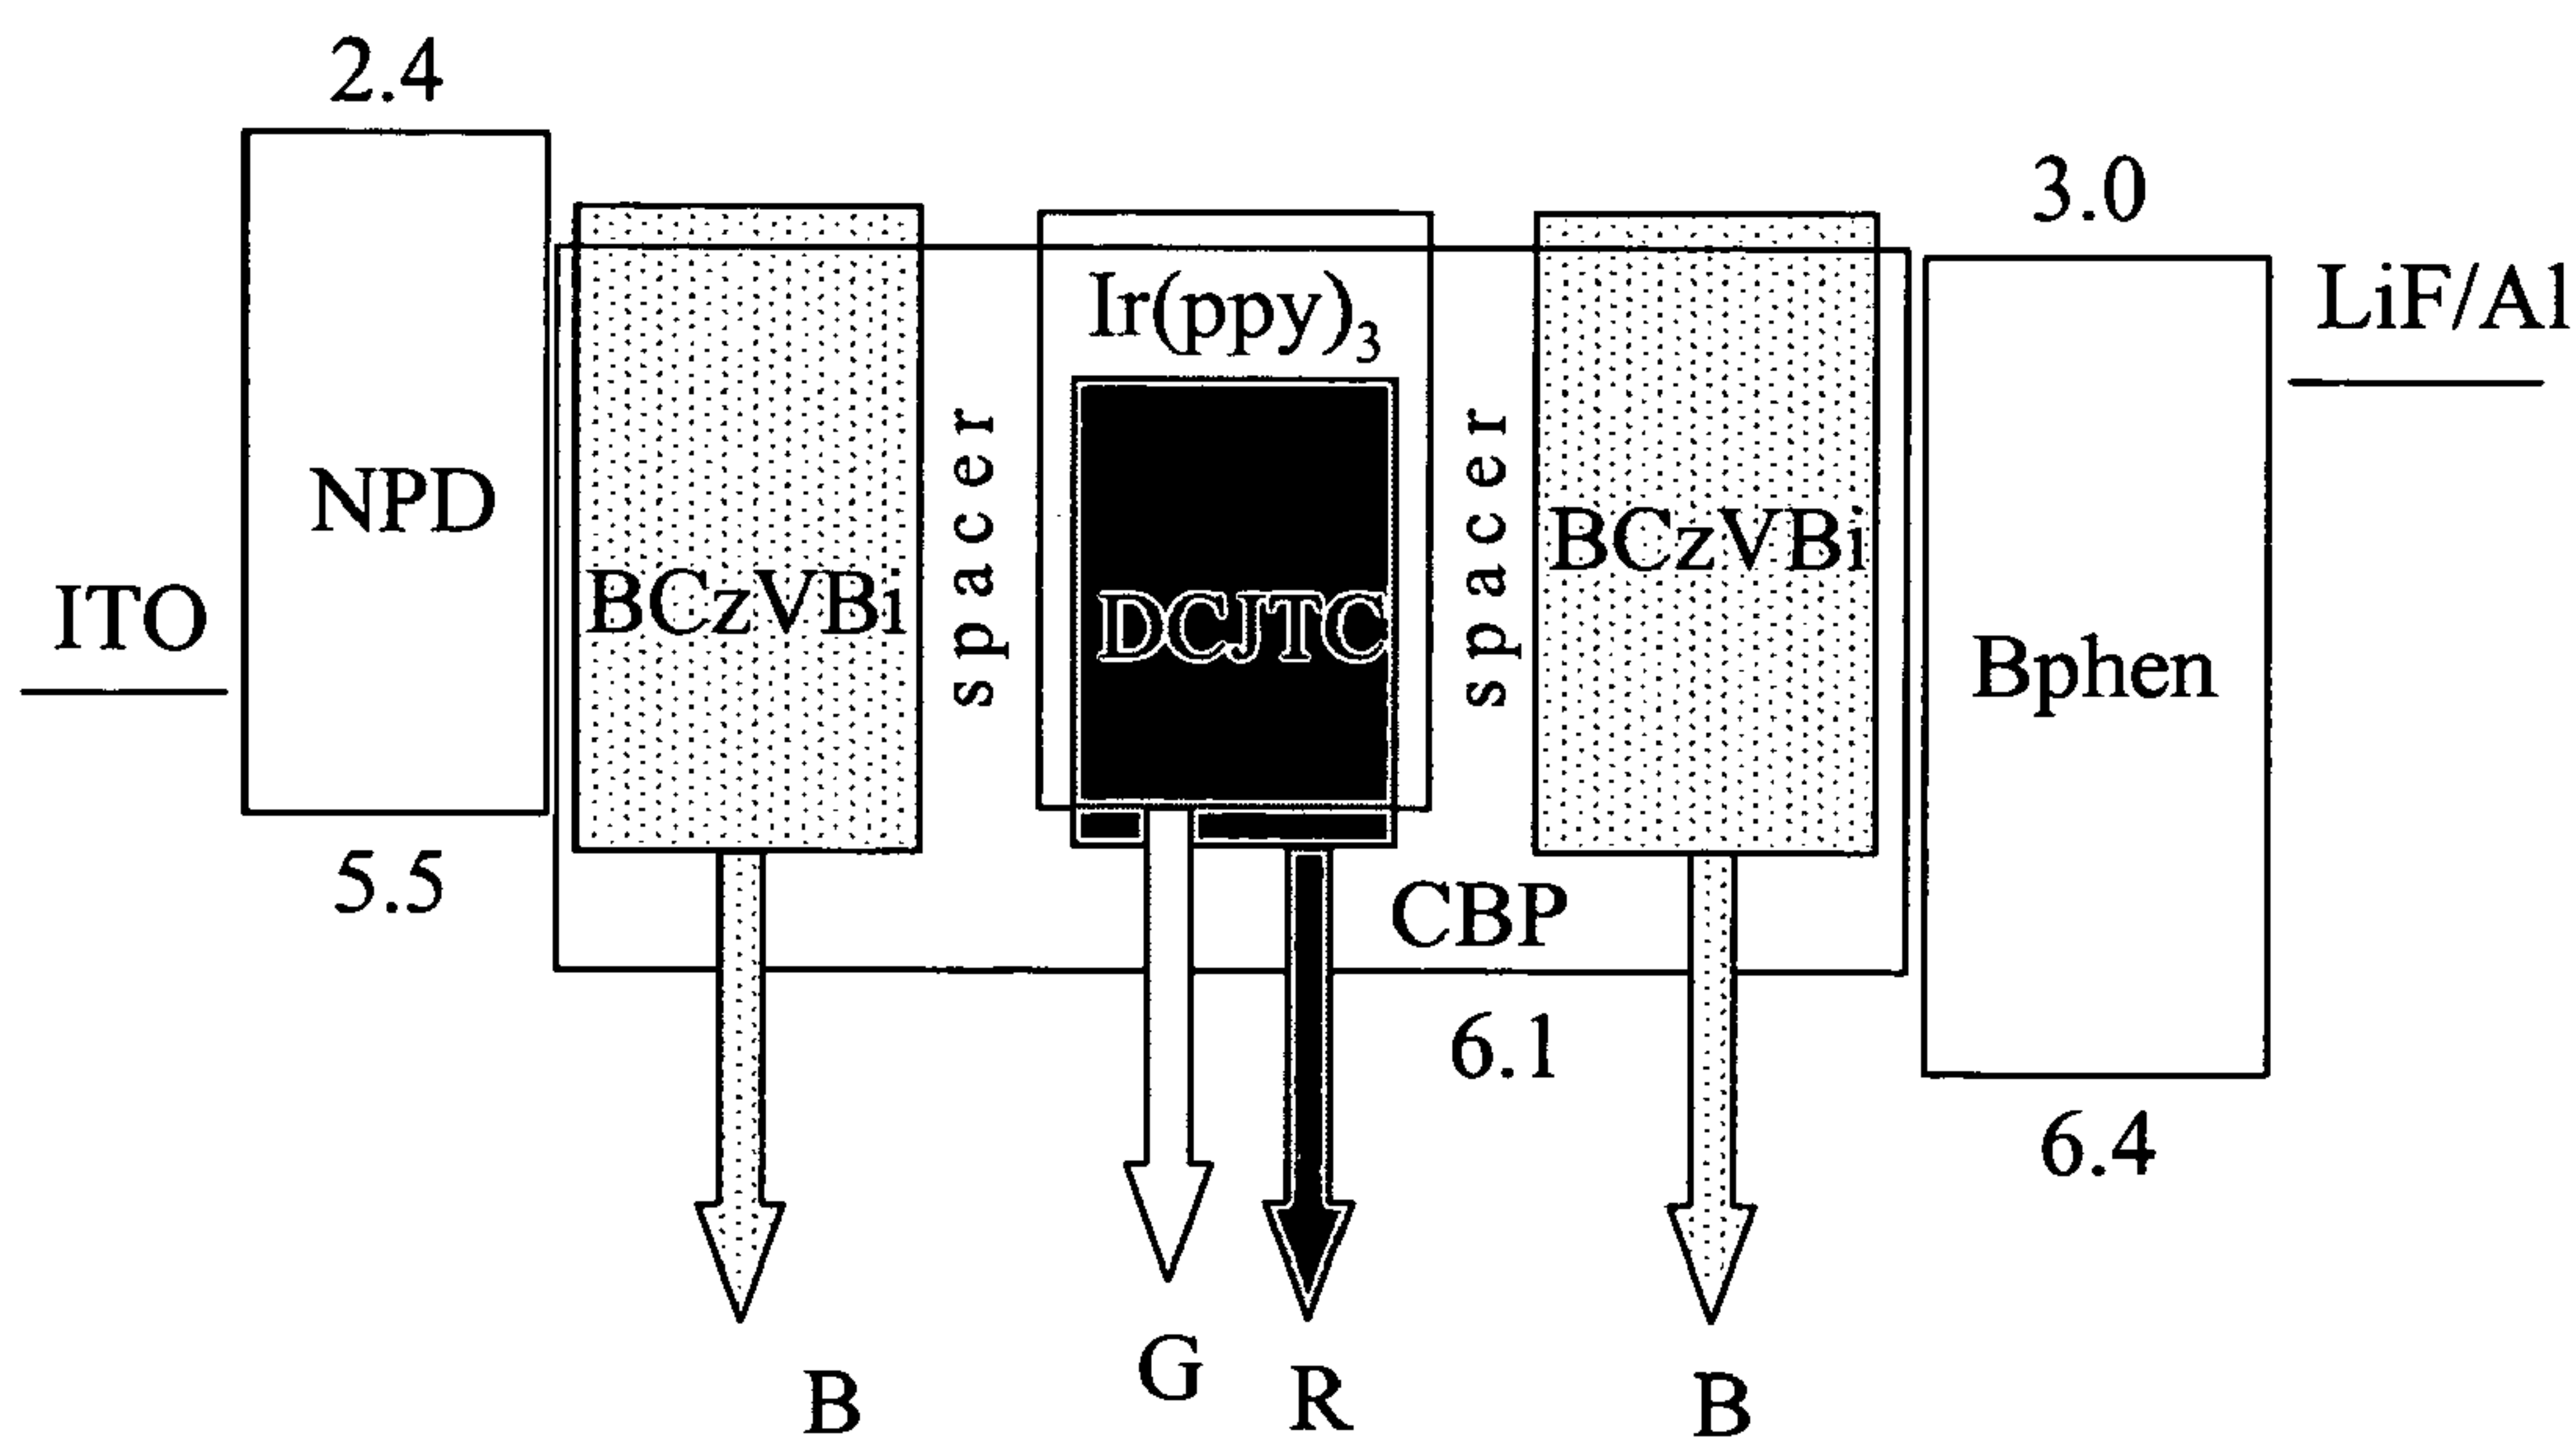 2.4
3.0
LiF/Al
Ir(ppy)3
spacer
spacer
NPD
BCzVBi
BCzVBi
ITO
DCJTC
Bphen
5.5
CBP
6.1
6.4
B
G
R
B